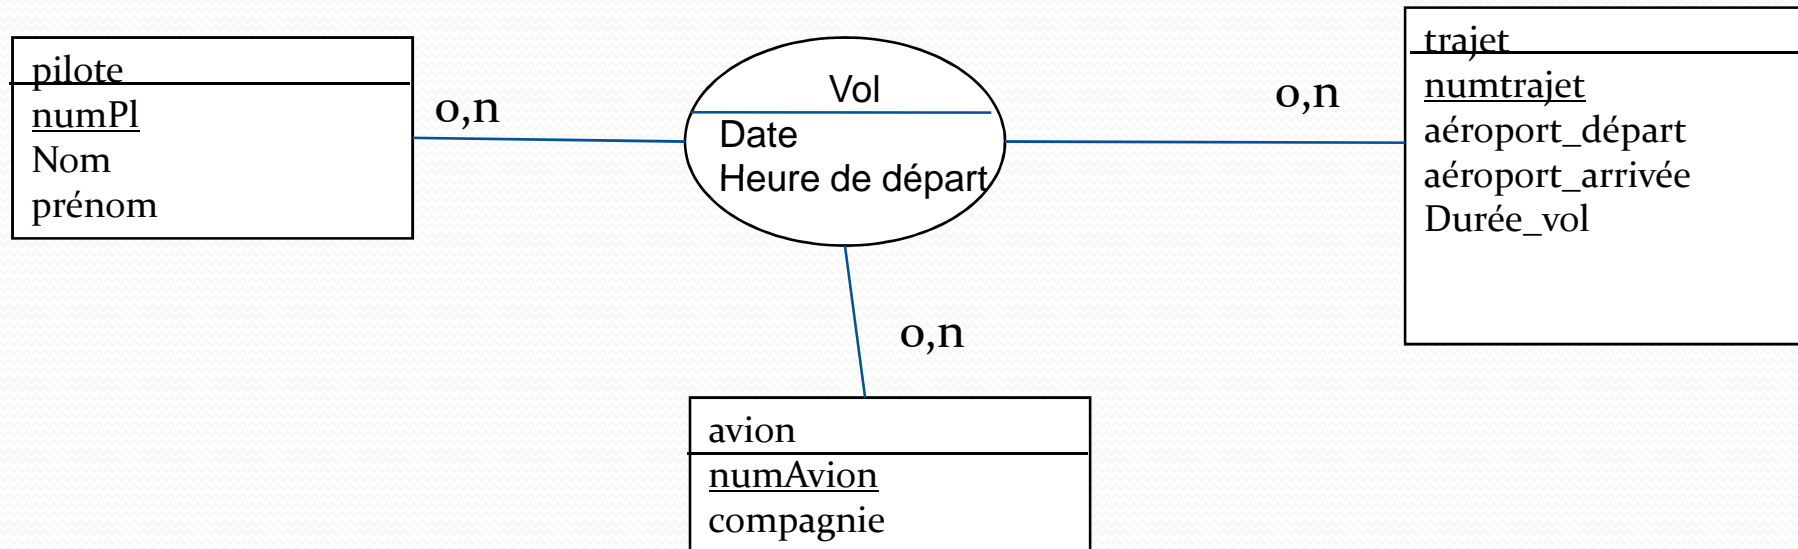 pilote
numPl
Nom
prénom
o,n
Vol
Date
Heure de départ
o,n
trajet
numtrajet
aéroport_départ
aéroport_arrivée
Durée_vol
o,n
avion
numAvion
compagnie